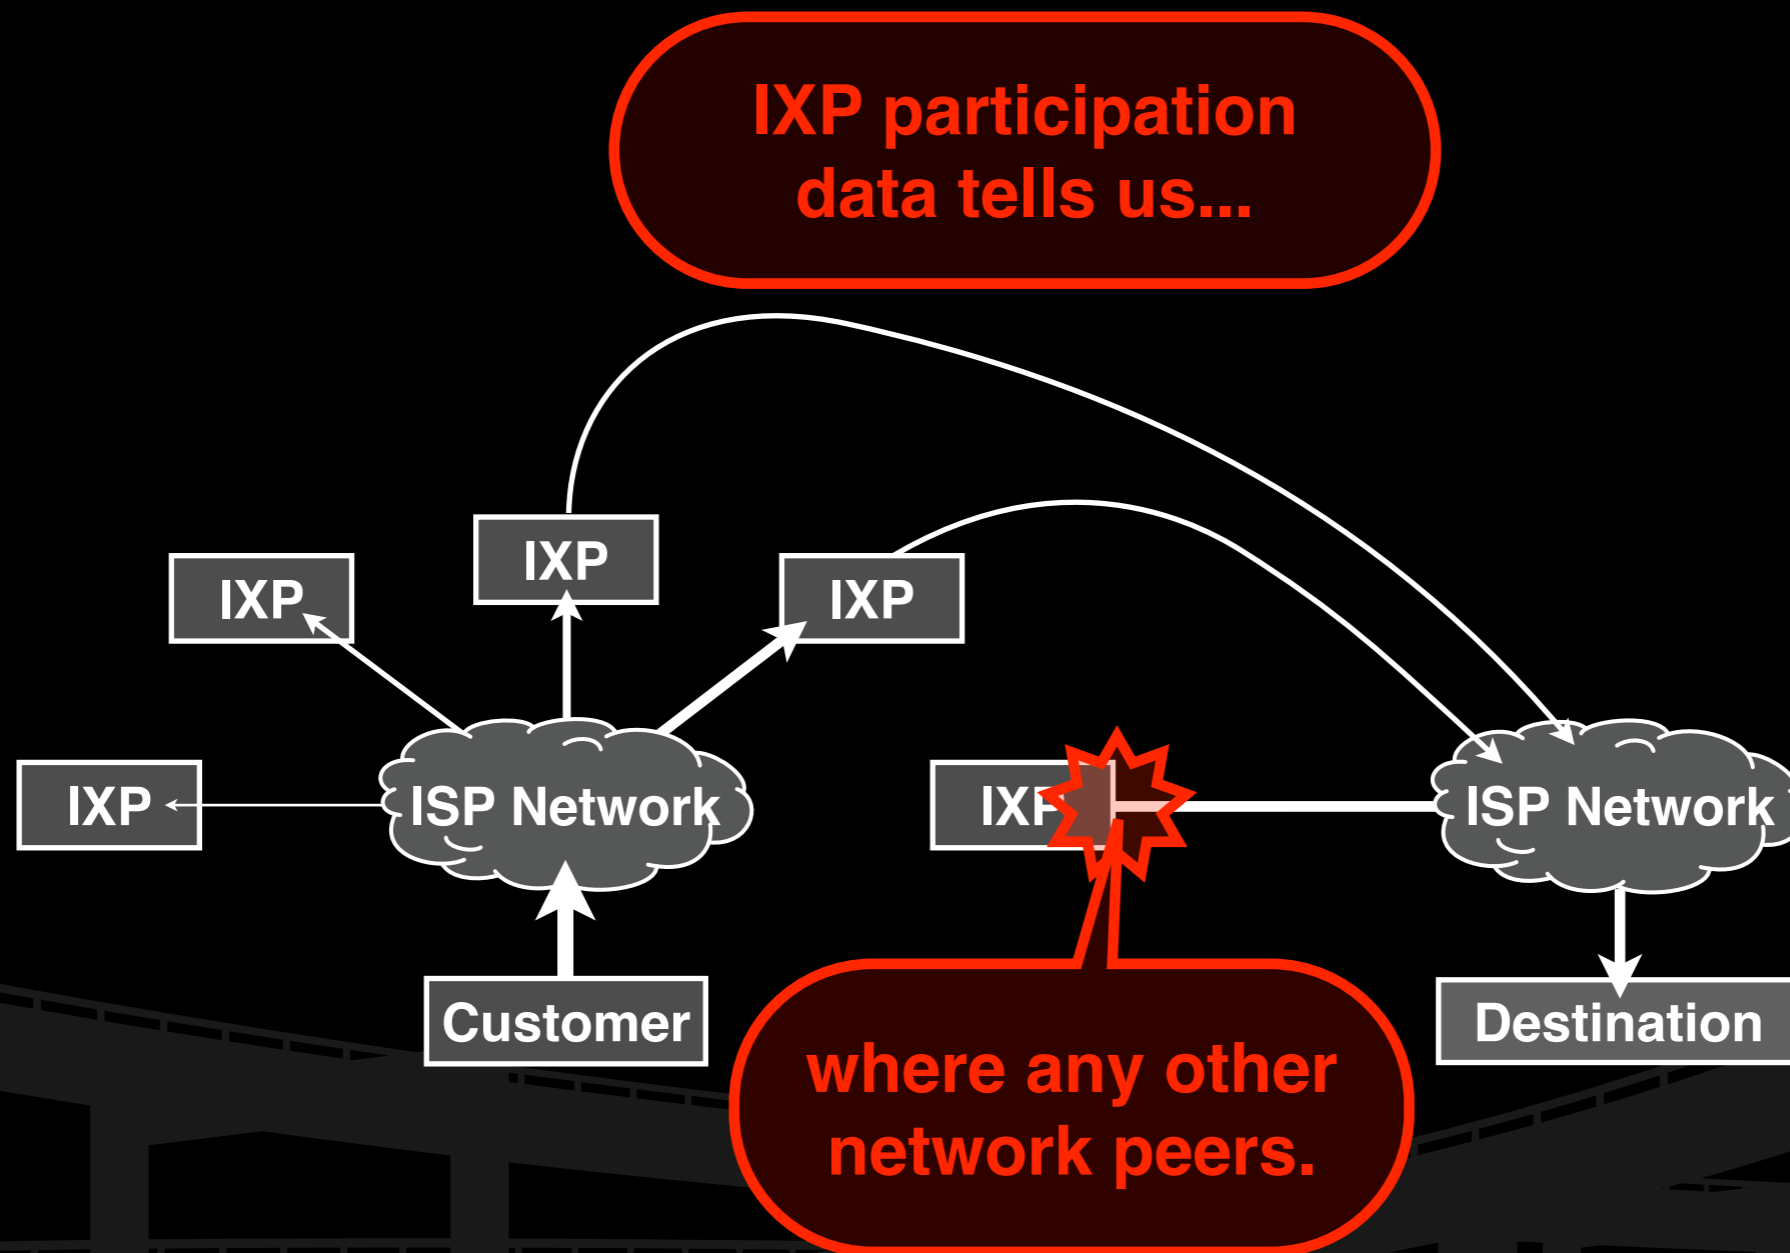 IXP participation
data tells us...
IXP
IXP
IXP
IXP
ISP Network
IXP
ISP Network
Customer
Destination
where any other
network peers.